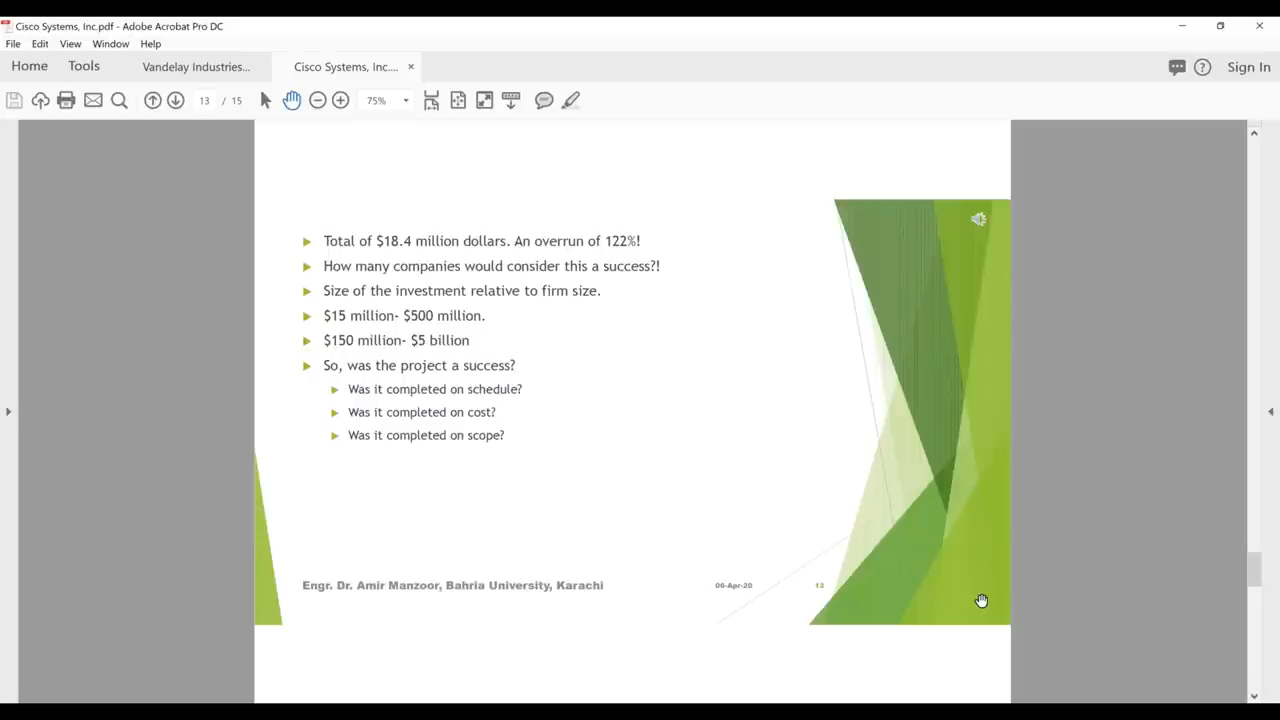 Cisco Systems, Inc.pdf - Adobe Acrobat Pro DC
File Edit View Window Help
Home Tools Vandelay Industries... Cisco Systems, Inc.... × Sign In
13 / 15 75%
Total of $18.4 million dollars. An overrun of 122%!
How many companies would consider this a success?!
Size of the investment relative to firm size.
$15 million- $500 million.
$150 million- $5 billion
So, was the project a success?
Was it completed on schedule?
Was it completed on cost?
Was it completed on scope?
Engr. Dr. Amir Manzoor, Bahria University, Karachi 06-Apr-20 13